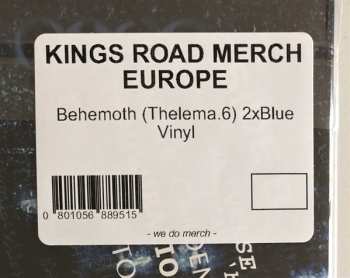 KINGS ROAD MERCH
EUROPE
Behemoth (Thelema.6) 2xBlue
Vinyl
0 801056 889515
- we do merch -